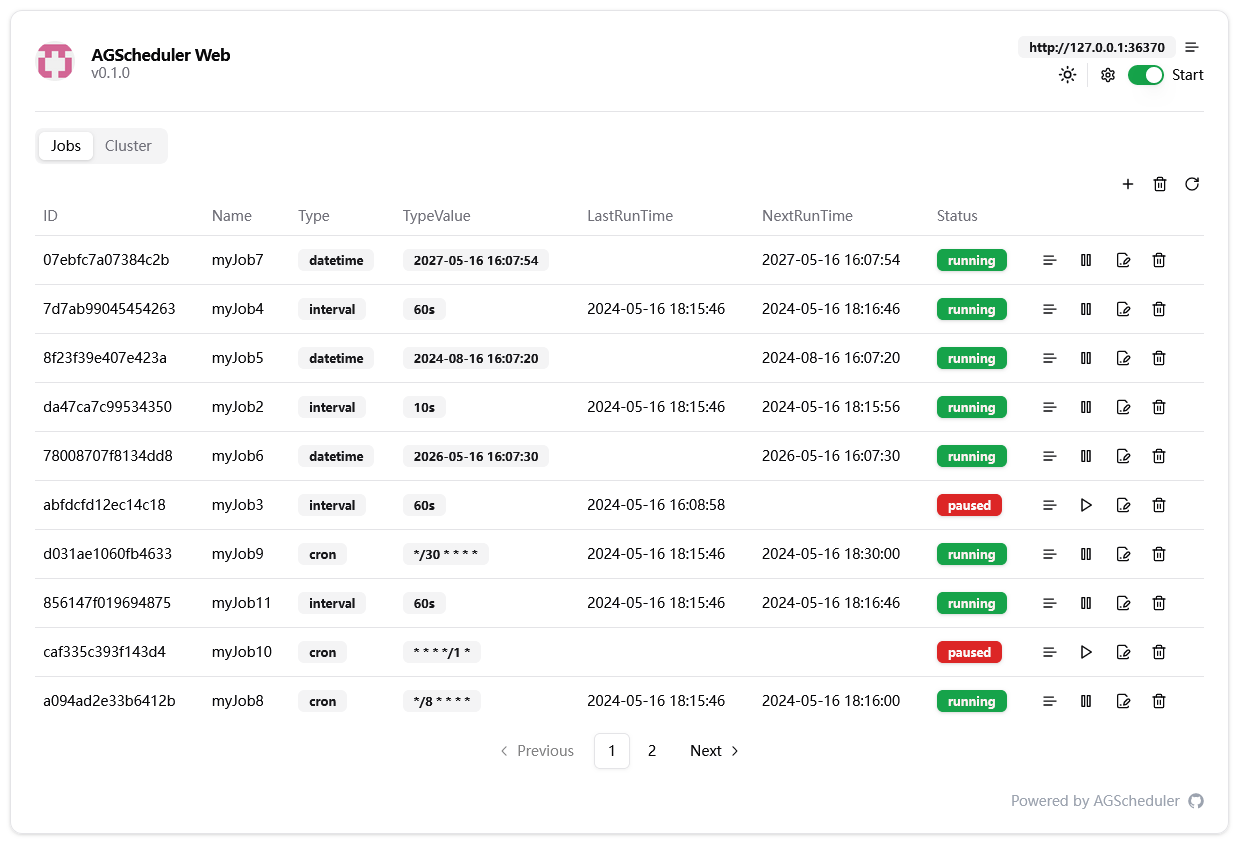 AGScheduler Web
v0.1.0
http://127.0.0.1:36370
Start
Jobs Cluster
ID Name Type TypeValue LastRunTime NextRunTime Status
07ebfc7a07384c2b myJob7 datetime 2027-05-16 16:07:54 2027-05-16 16:07:54 running
7d7ab99045454263 myJob4 interval 60s 2024-05-16 18:15:46 2024-05-16 18:16:46 running
8f23f39e407e423a myJob5 datetime 2024-08-16 16:07:20 2024-08-16 16:07:20 running
da47ca7c99534350 myJob2 interval 10s 2024-05-16 18:15:46 2024-05-16 18:15:56 running
78008707f8134dd8 myJob6 datetime 2026-05-16 16:07:30 2026-05-16 16:07:30 running
abfdcfd12ec14c18 myJob3 interval 60s 2024-05-16 16:08:58 paused
d031ae1060fb4633 myJob9 cron */30 * * * * 2024-05-16 18:15:46 2024-05-16 18:30:00 running
856147f019694875 myJob11 interval 60s 2024-05-16 18:15:46 2024-05-16 18:16:46 running
caf335c393f143d4 myJob10 cron * * * */1 * paused
a094ad2e33b6412b myJob8 cron */8 * * * * 2024-05-16 18:15:46 2024-05-16 18:16:00 running
Previous 1 2 Next
Powered by AGScheduler